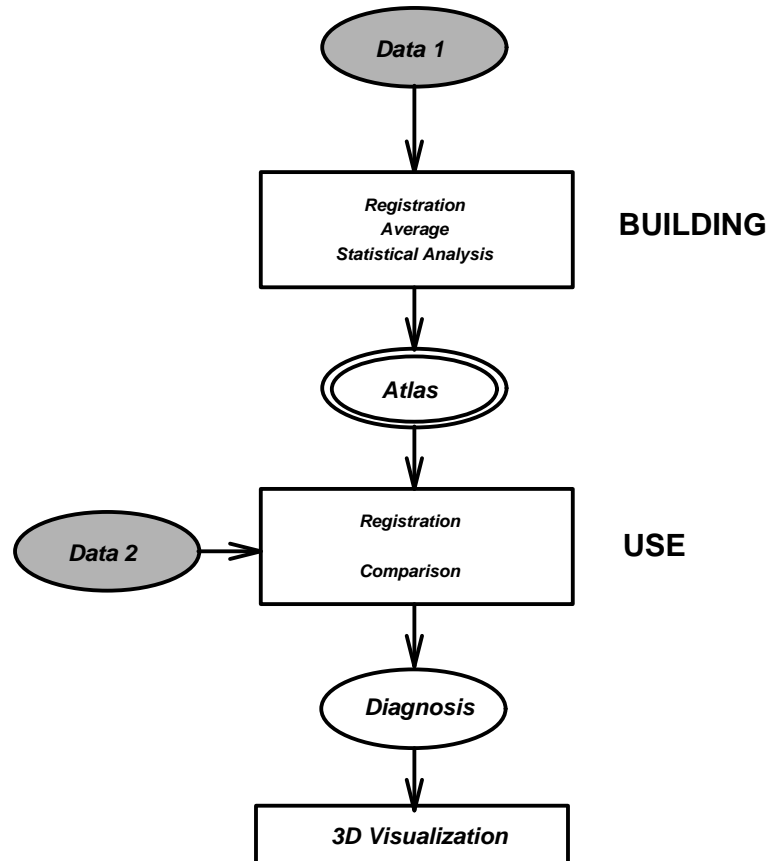 Data 1
Registration
Average
Statistical Analysis
BUILDING
Atlas
Registration
Comparison
USE
Data 2
Diagnosis
3D Visualization